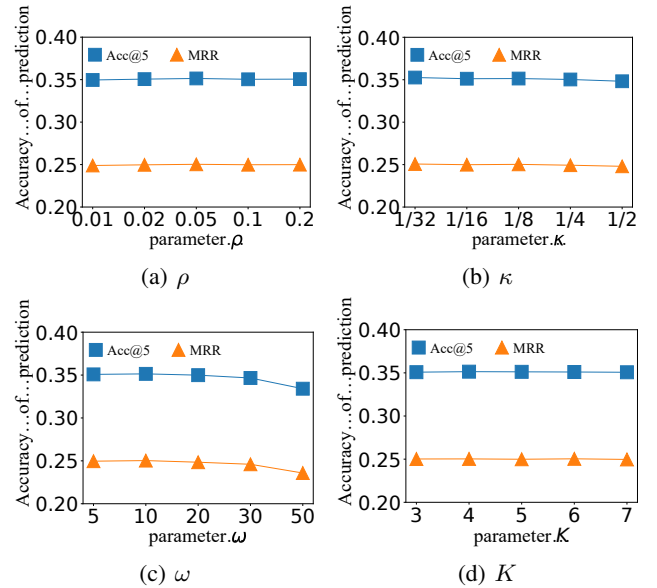 0.40
Acc@5 MRR
0.35
0.30
0.25
0.20
Accuracy...of...prediction
0.01 0.02 0.05 0.1 0.2
parameter.ρ
(a) ρ
0.40
Acc@5 MRR
0.35
0.30
0.25
0.20
Accuracy...of...prediction
1/32 1/16 1/8 1/4 1/2
parameter.κ.
(b) κ
0.40
Acc@5 MRR
0.35
0.30
0.25
0.20
Accuracy...of...prediction
5 10 20 30 50
parameter.ω
(c) ω
0.40
Acc@5 MRR
0.35
0.30
0.25
0.20
Accuracy...of...prediction
3 4 5 6 7
parameter.K
(d) K